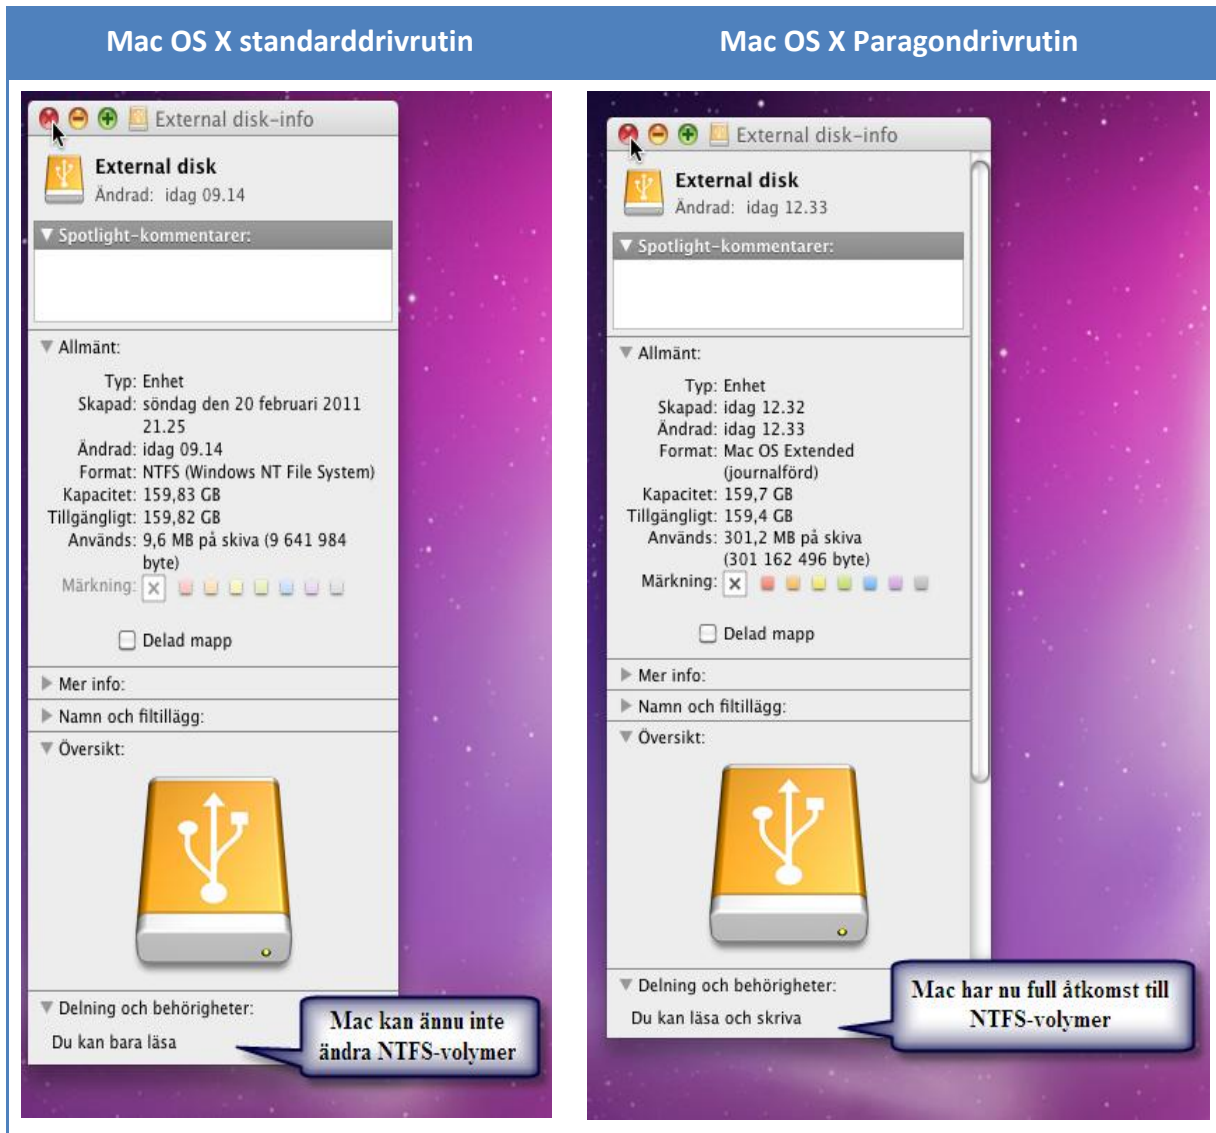 Mac OS X standarddrivrutin
Mac OS X Paragondrivrutin
External disk-info
External disk
Ändrad: idag 09.14
Spotlight-kommentarer:
Allmänt:
Typ: Enhet
Skapad: söndag den 20 februari 2011
21.25
Ändrad: idag 09.14
Format: NTFS (Windows NT File System)
Kapacitet: 159,83 GB
Tillgängligt: 159,82 GB
Används: 9,6 MB på skiva (9 641 984
byte)
Märkning:
Delad mapp
Mer info:
Namn och filtillägg:
Översikt:
Delning och behörigheter:
Du kan bara läsa
Mac kan ännu inte
ändra NTFS-volymer
External disk-info
External disk
Ändrad: idag 12.33
Spotlight-kommentarer:
Allmänt:
Typ: Enhet
Skapad: idag 12.32
Ändrad: idag 12.33
Format: Mac OS Extended
(journalförd)
Kapacitet: 159,7 GB
Tillgängligt: 159,4 GB
Används: 301,2 MB på skiva
(301 162 496 byte)
Märkning:
Delad mapp
Mer info:
Namn och filtillägg:
Översikt:
Delning och behörigheter:
Du kan läsa och skriva
Mac har nu full åtkomst till
NTFS-volymer